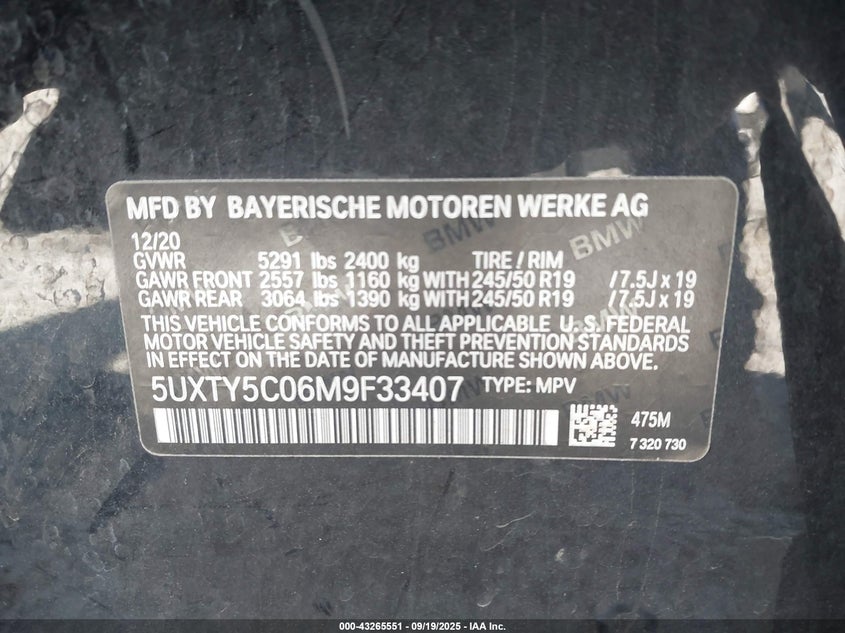 MFD BY BAYERISCHE MOTOREN WERKE AG
12/20
GVWR 5291 lbs 2400 kg TIRE / RIM
GAWR FRONT 2557 lbs 1160 kg WITH 245/50 R19 / 7.5J x 19
GAWR REAR 3064 lbs 1390 kg WITH 245/50 R19 / 7.5J x 19
THIS VEHICLE CONFORMS TO ALL APPLICABLE U.S. FEDERAL
MOTOR VEHICLE SAFETY AND THEFT PREVENTION STANDARDS
IN EFFECT ON THE DATE OF MANUFACTURE SHOWN ABOVE.
5UXTY5C06M9F33407 TYPE: MPV
475M
7 320 730
BMW
BMW
000-43265551 - 09/19/2025 - IAA Inc.